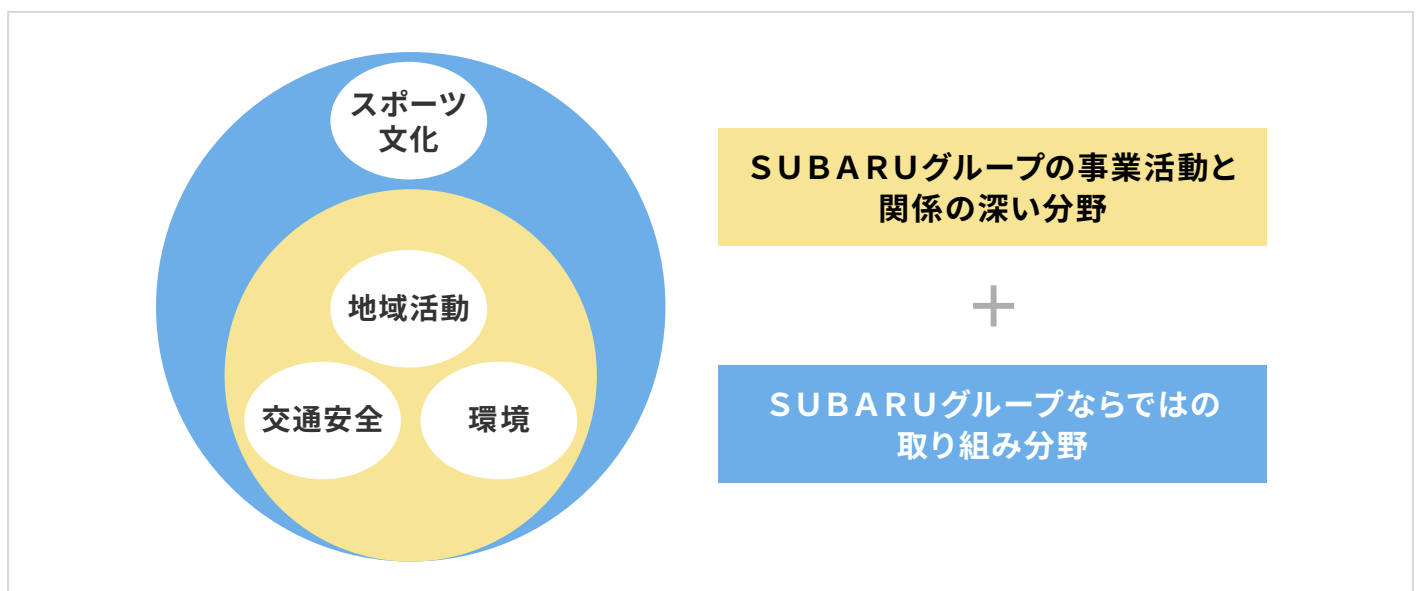 スポーツ
文化
地域活動
交通安全
環境
ＳＵＢＡＲＵグループの事業活動と
関係の深い分野
＋
ＳＵＢＡＲＵグループならではの
取り組み分野